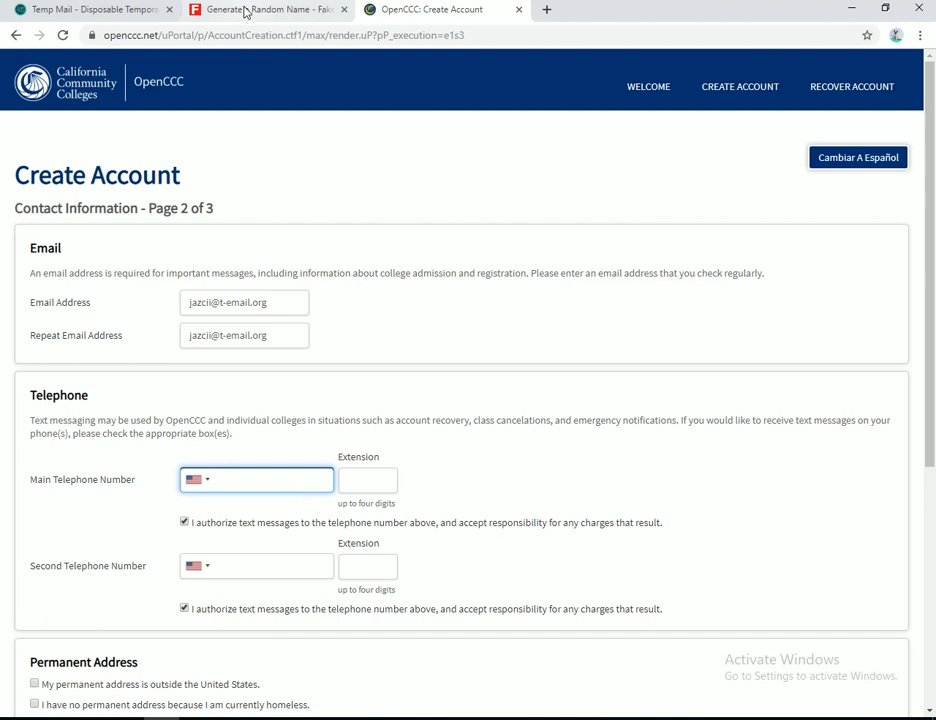 Temp Mail - Disposable Tempora
Generate Random Name - Fak
OpenCCC: Create Account
openccc.net/uPortal/p/AccountCreation.ctf1/max/render.uP?pP_execution=e1s3
California
Community
Colleges
OpenCCC
WELCOME
CREATE ACCOUNT
RECOVER ACCOUNT
Cambiar A Español
Create Account
Contact Information - Page 2 of 3
Email
An email address is required for important messages, including information about college admission and registration. Please enter an email address that you check regularly.
Email Address
jazcii@t-email.org
Repeat Email Address
jazcii@t-email.org
Telephone
Text messaging may be used by OpenCCC and individual colleges in situations such as account recovery, class cancelations, and emergency notifications. If you would like to receive text messages on your
phone(s), please check the appropriate box(es).
Extension
Main Telephone Number
up to four digits
I authorize text messages to the telephone number above, and accept responsibility for any charges that result.
Extension
Second Telephone Number
up to four digits
I authorize text messages to the telephone number above, and accept responsibility for any charges that result.
Permanent Address
My permanent address is outside the United States.
I have no permanent address because I am currently homeless.
Activate Windows
Go to Settings to activate Windows.